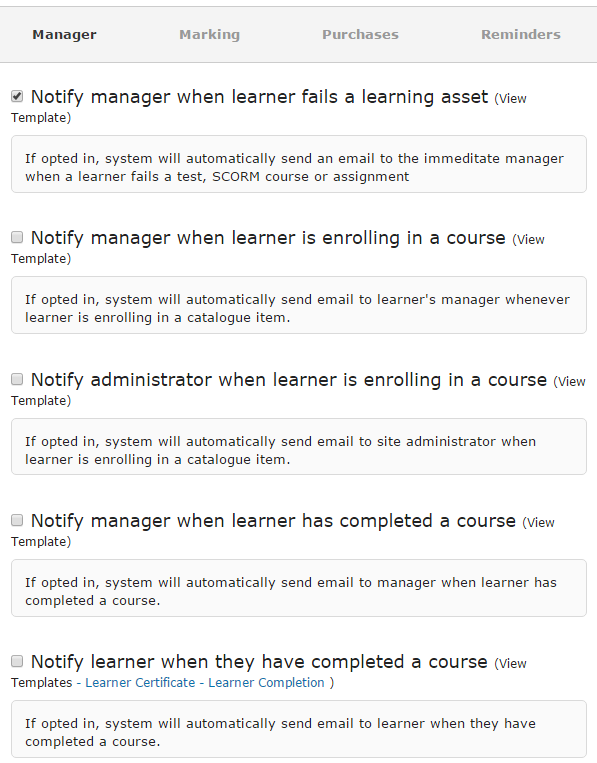 Manager Marking Purchases Reminders
Notify manager when learner fails a learning asset (View
Template)
If opted in, system will automatically send an email to the immeditate manager
when a learner fails a test, SCORM course or assignment
Notify manager when learner is enrolling in a course (View
Template)
If opted in, system will automatically send email to learner's manager whenever
learner is enrolling in a catalogue item.
Notify administrator when learner is enrolling in a course (View
Template)
If opted in, system will automatically send email to site administrator when
learner is enrolling in a catalogue item.
Notify manager when learner has completed a course (View
Template)
If opted in, system will automatically send email to manager when learner has
completed a course.
Notify learner when they have completed a course (View
Templates - Learner Certificate - Learner Completion )
If opted in, system will automatically send email to learner when they have
completed a course.